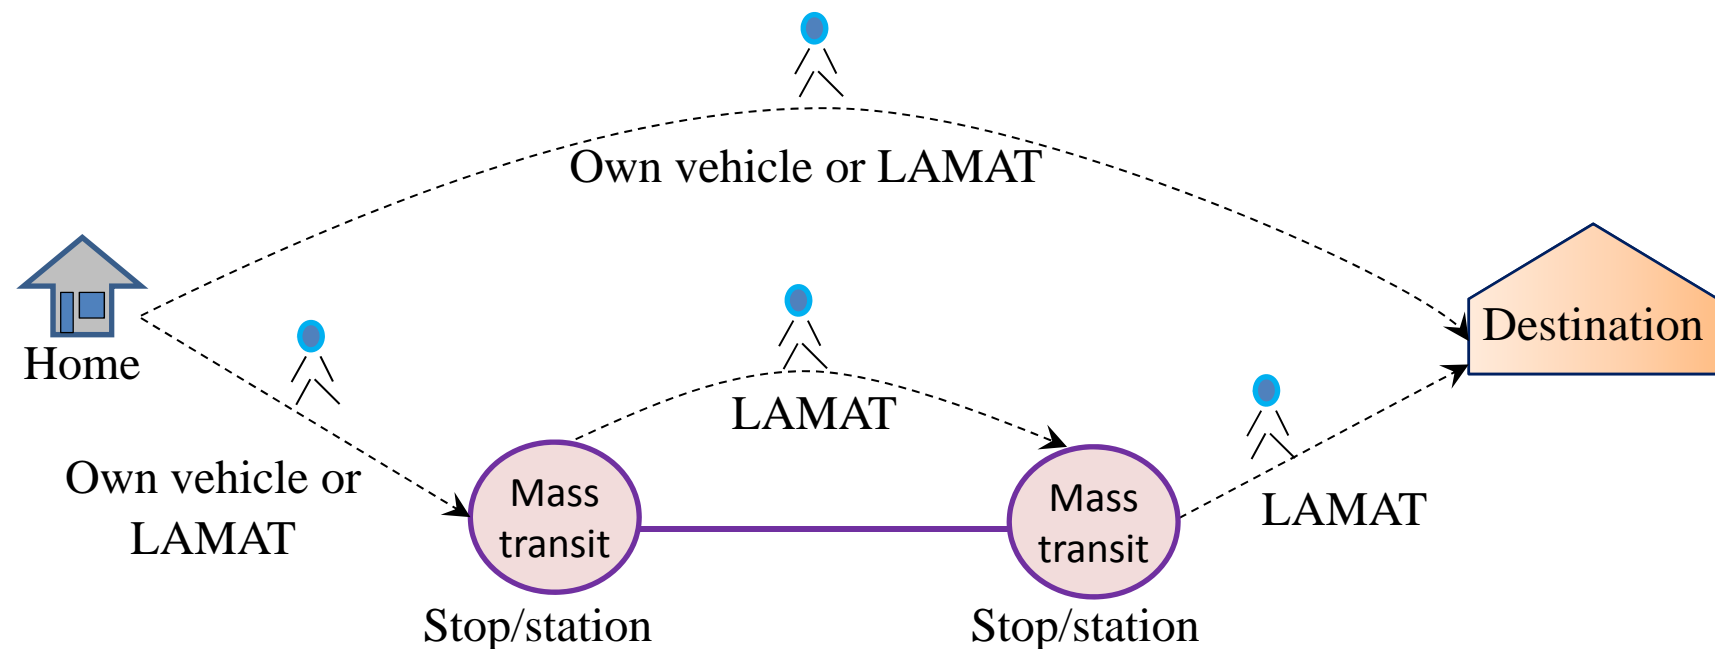 Own vehicle or LAMAT
Home
Destination
LAMAT
Own vehicle or
LAMAT
Mass
transit
Mass
transit
LAMAT
Stop/station
Stop/station